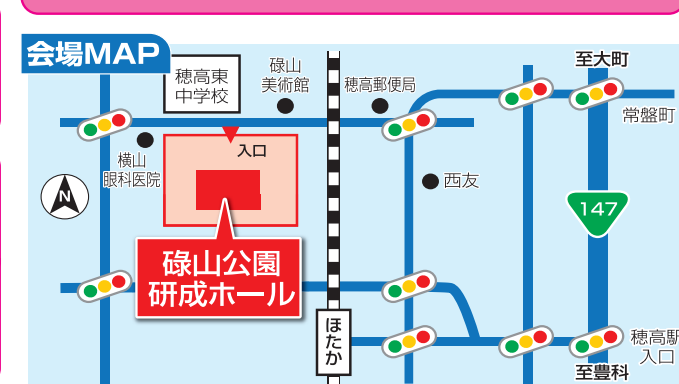 会場MAP
穂高東
中学校
碌山
美術館
穂高郵便局
至大町
常盤町
横山
眼科医院
入口
西友
N
147
碌山公園
研成ホール
ほたか
穂高駅
入口
至豊科